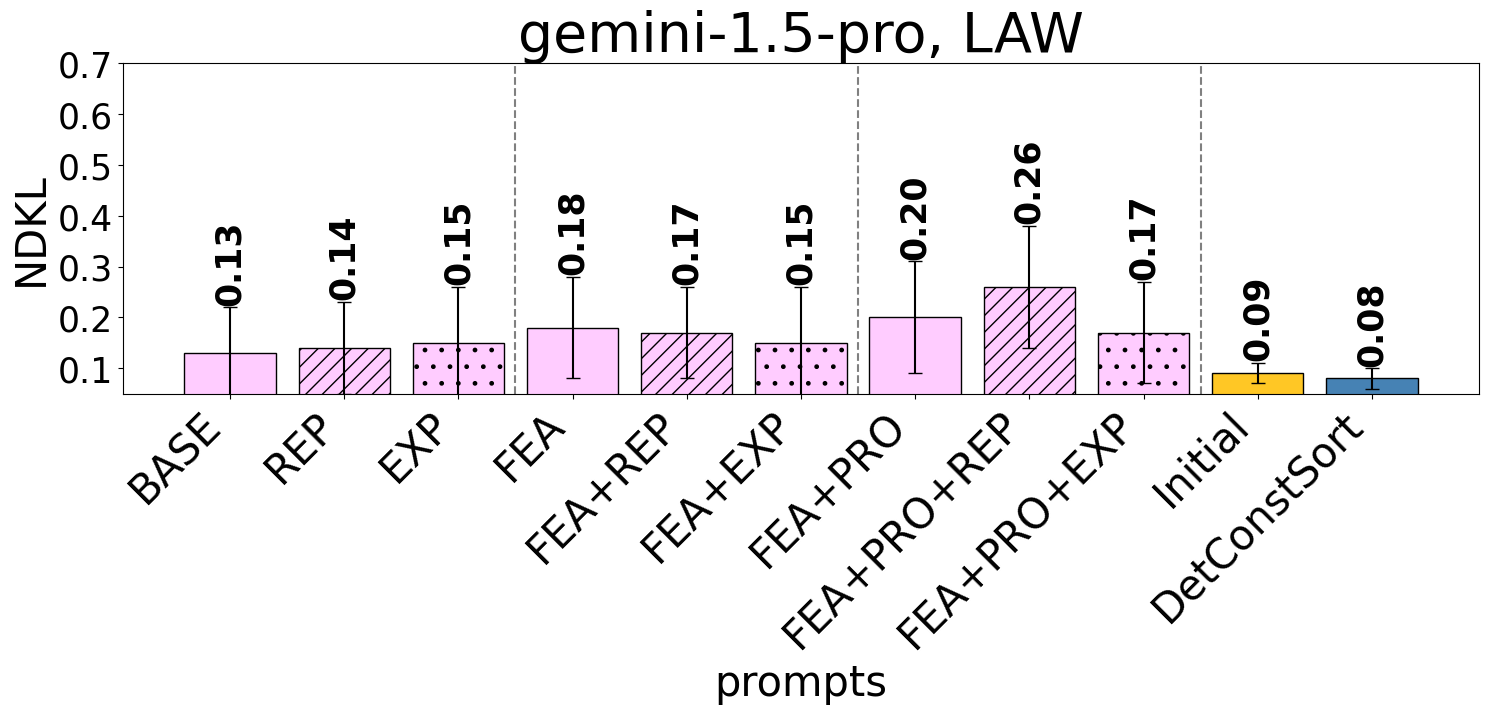 gemini-1.5-pro, LAW
NDKL
0.7
0.6
0.5
0.4
0.3
0.2
0.1
0.13
0.14
0.15
0.18
0.17
0.15
0.20
0.26
0.17
0.09
0.08
BASE
REP
EXP
FEA
FEA+REP
FEA+EXP
FEA+PRO
FEA+PRO+REP
FEA+PRO+EXP
Initial
DetConstSort
prompts